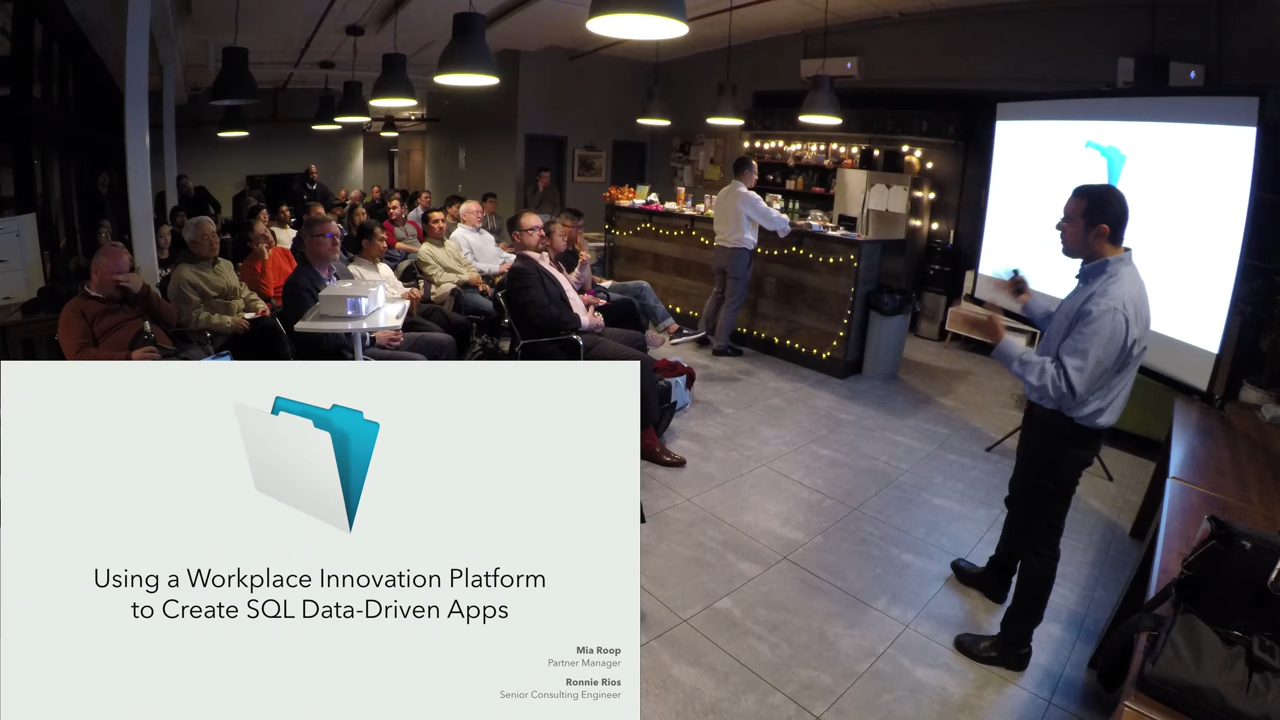 Using a Workplace Innovation Platform
to Create SQL Data-Driven Apps
Mia Roop
Partner Manager
Ronnie Rios
Senior Consulting Engineer